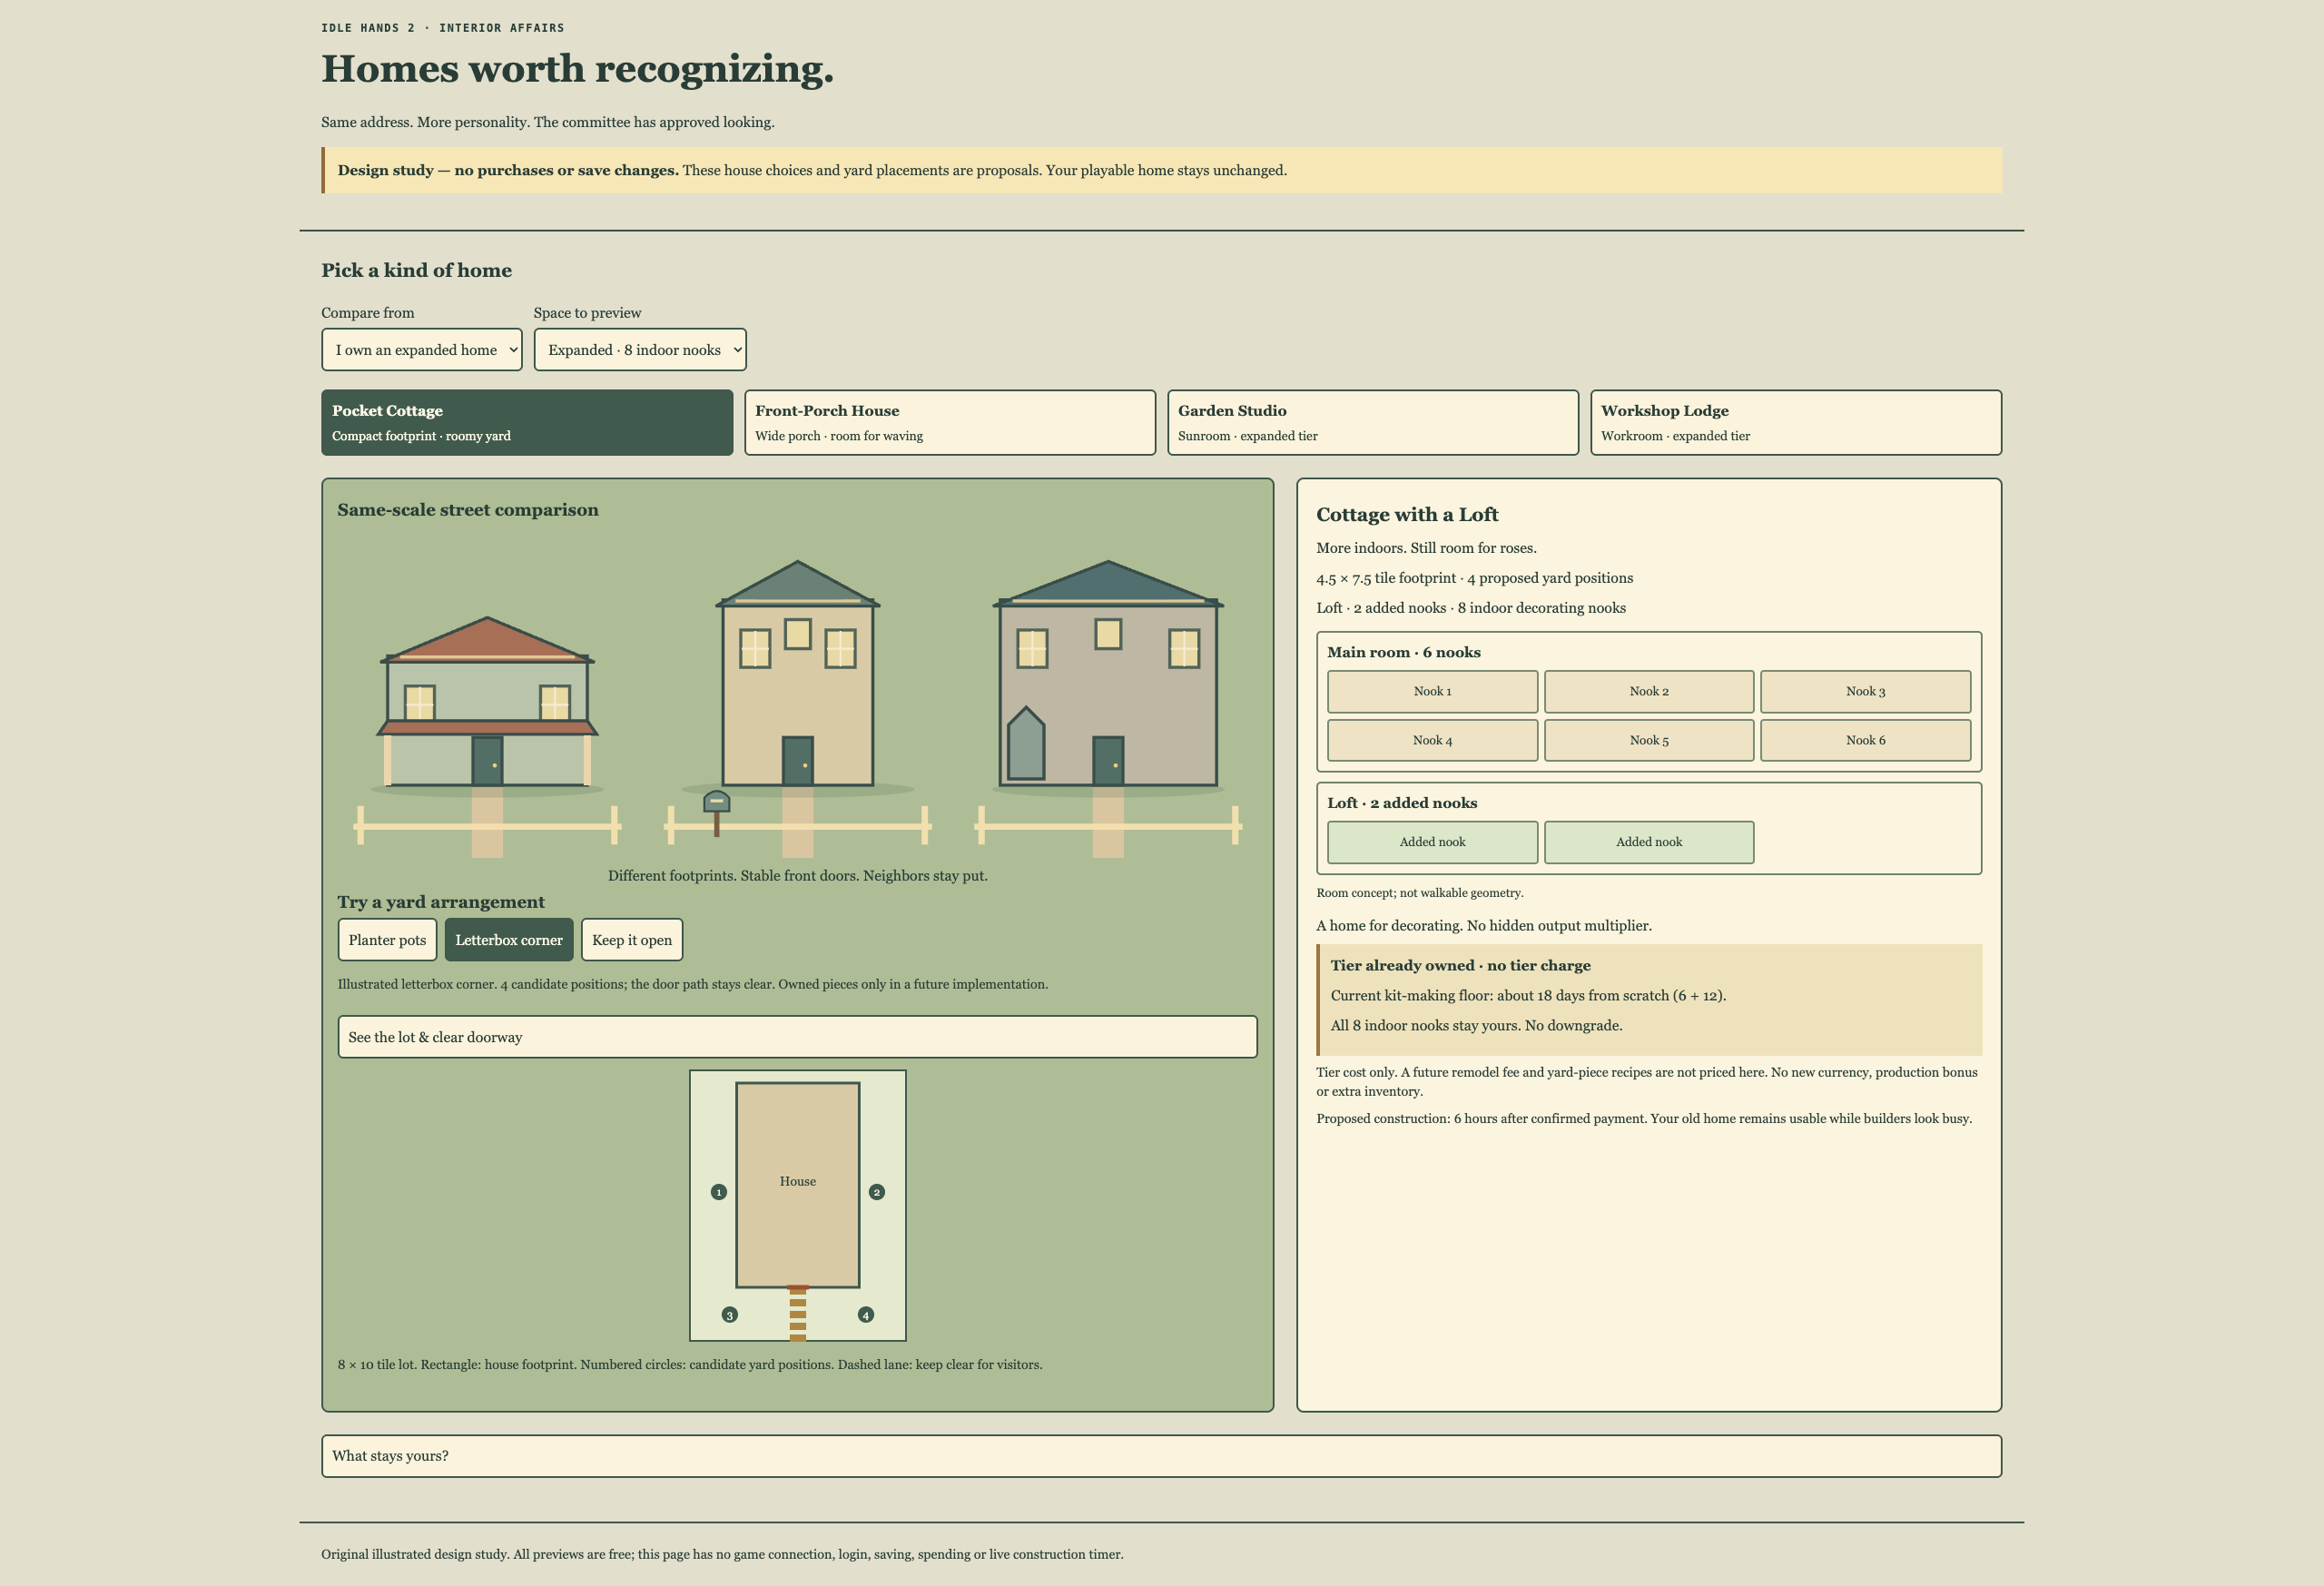 IDLE HANDS 2 · INTERIOR AFFAIRS
Homes worth recognizing.
Same address. More personality. The committee has approved looking.
Design study — no purchases or save changes. These house choices and yard placements are proposals. Your playable home stays unchanged.
Pick a kind of home
Compare from
Space to preview
I own an expanded home
Expanded · 8 indoor nooks
Pocket Cottage
Compact footprint · roomy yard
Front-Porch House
Wide porch · room for waving
Garden Studio
Sunroom · expanded tier
Workshop Lodge
Workroom · expanded tier
Same-scale street comparison
Different footprints. Stable front doors. Neighbors stay put.
Try a yard arrangement
Planter pots
Letterbox corner
Keep it open
Illustrated letterbox corner. 4 candidate positions; the door path stays clear. Owned pieces only in a future implementation.
See the lot & clear doorway
House
1
2
3
4
8 × 10 tile lot. Rectangle: house footprint. Numbered circles: candidate yard positions. Dashed lane: keep clear for visitors.
Cottage with a Loft
More indoors. Still room for roses.
4.5 × 7.5 tile footprint · 4 proposed yard positions
Loft · 2 added nooks · 8 indoor decorating nooks
Main room · 6 nooks
Nook 1
Nook 2
Nook 3
Nook 4
Nook 5
Nook 6
Loft · 2 added nooks
Added nook
Added nook
Room concept; not walkable geometry.
A home for decorating. No hidden output multiplier.
Tier already owned · no tier charge
Current kit-making floor: about 18 days from scratch (6 + 12).
All 8 indoor nooks stay yours. No downgrade.
Tier cost only. A future remodel fee and yard-piece recipes are not priced here. No new currency, production bonus
or extra inventory.
Proposed construction: 6 hours after confirmed payment. Your old home remains usable while builders look busy.
What stays yours?
Original illustrated design study. All previews are free; this page has no game connection, login, saving, spending or live construction timer.